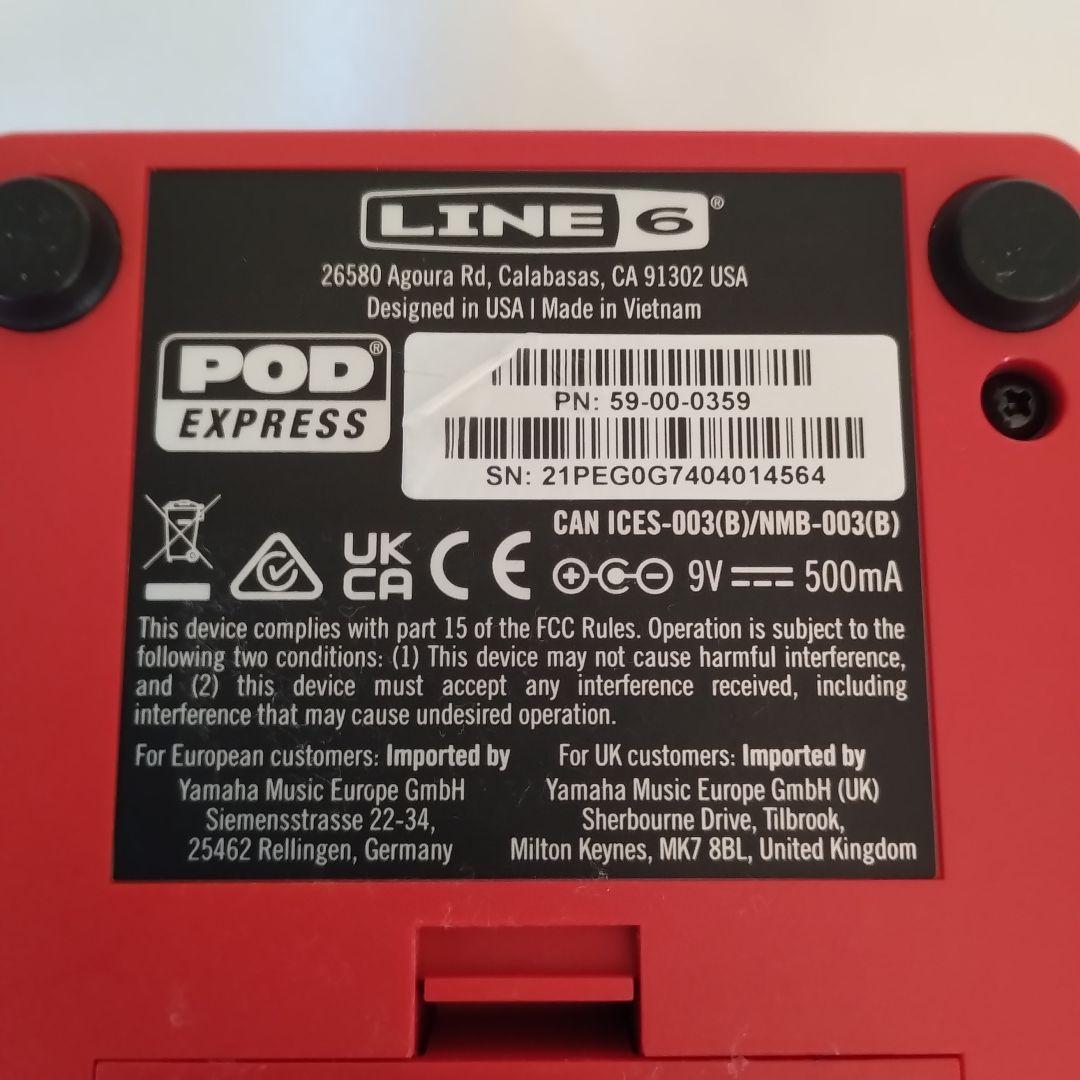 LINE 6®
26580 Agoura Rd, Calabasas, CA 91302 USA
Designed in USA | Made in Vietnam
POD®
EXPRESS
PN: 59-00-0359
SN: 21PEG0G7404014564
CAN ICES-003(B)/NMB-003(B)
UK
CA
CE
9V 500mA
This device complies with part 15 of the FCC Rules. Operation is subject to the
following two conditions: (1) This device may not cause harmful interference,
and (2) this device must accept any interference received, including
interference that may cause undesired operation.
For European customers: Imported by
Yamaha Music Europe GmbH
Siemensstrasse 22-34,
25462 Rellingen, Germany
For UK customers: Imported by
Yamaha Music Europe GmbH (UK)
Sherbourne Drive, Tilbrook,
Milton Keynes, MK7 8BL, United Kingdom